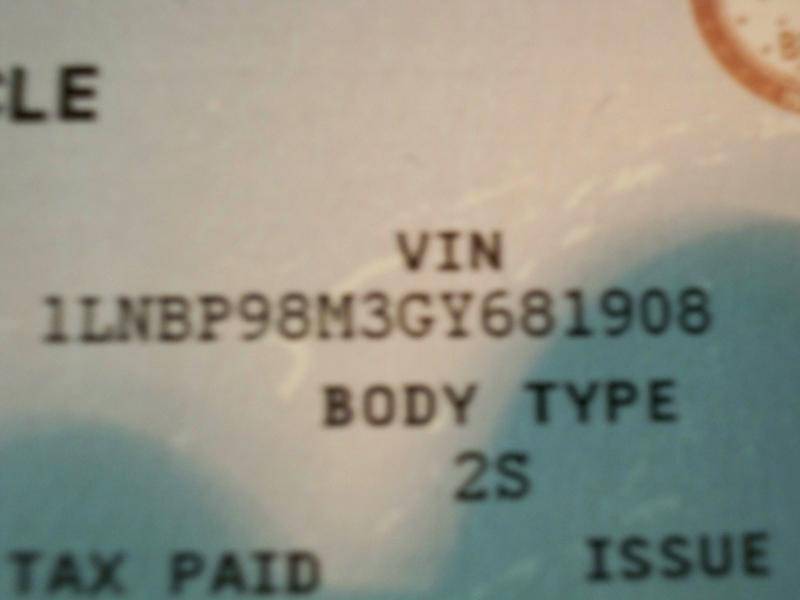 CLE
VIN
1LNBP98M3GY681908
BODY TYPE
2S
TAX PAID
ISSUE